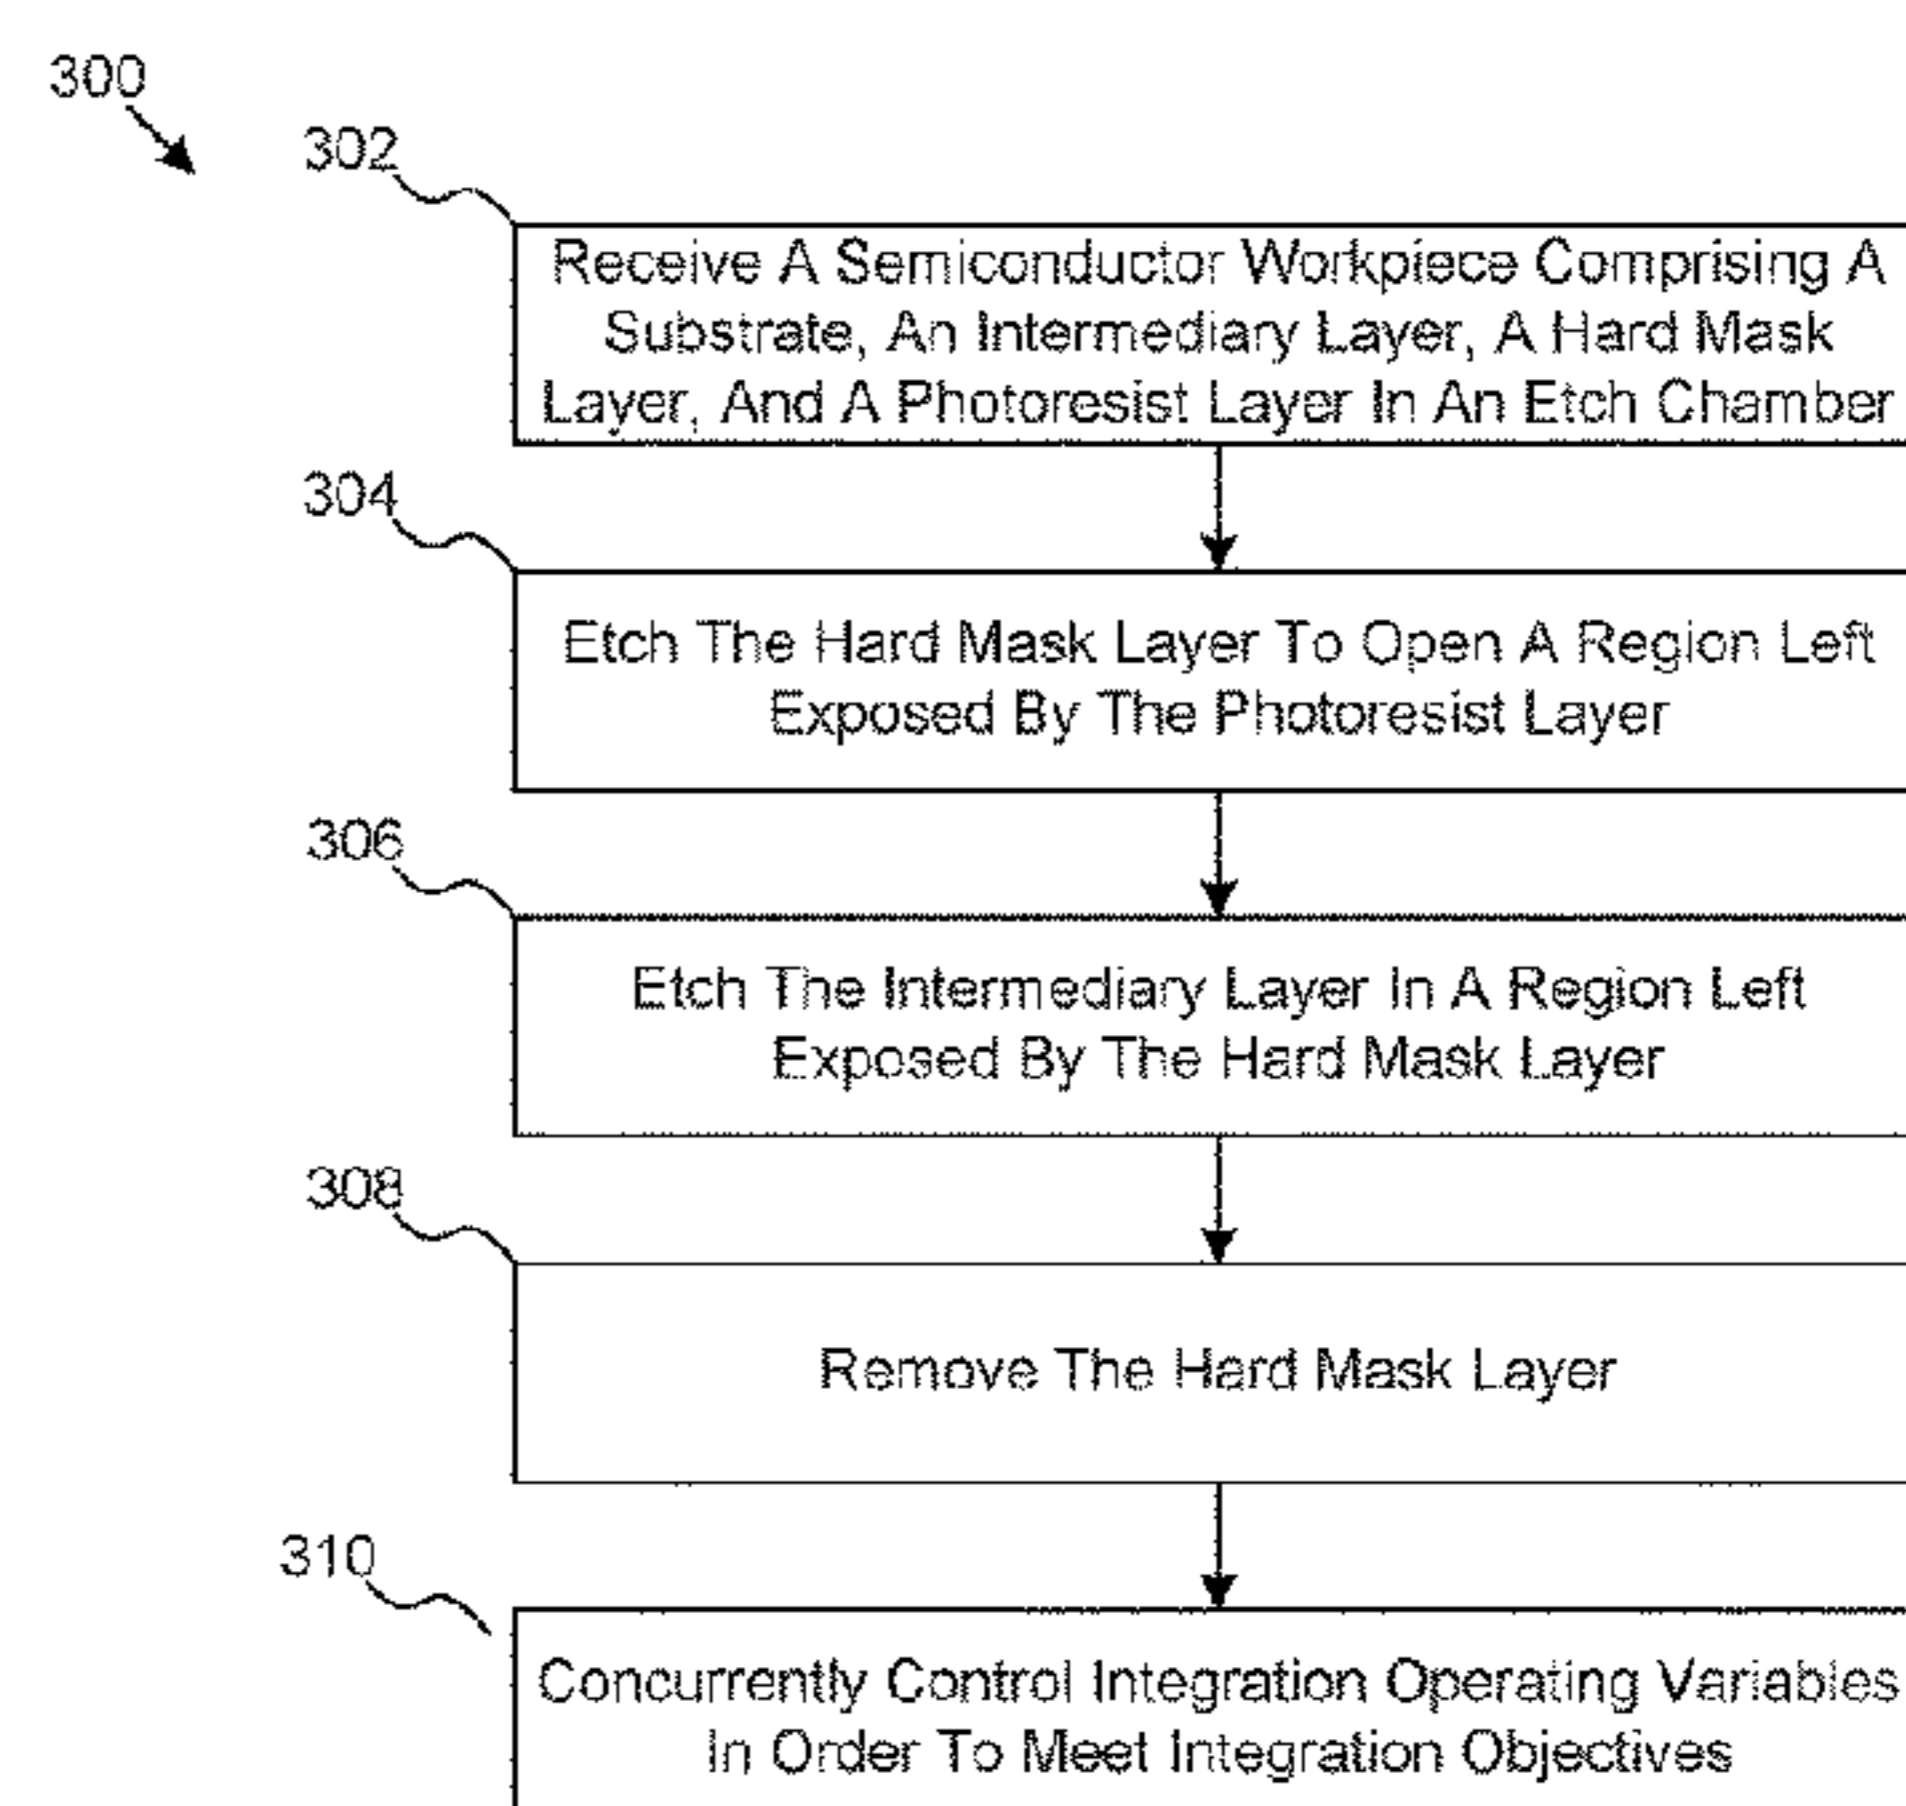 300
302
Receive A Semiconductor Workpiece Comprising A
Substrate, An Intermediary Layer, A Hard Mask
Layer, And A Photoresist Layer In An Etch Chamber
304
Etch The Hard Mask Layer To Open A Region Left
Exposed By The Photoresist Layer
306
Etch The Intermediary Layer In A Region Left
Exposed By The Hard Mask Layer
308
Remove The Hard Mask Layer
310
Concurrently Control Integration Operating Variables
In Order To Meet Integration Objectives